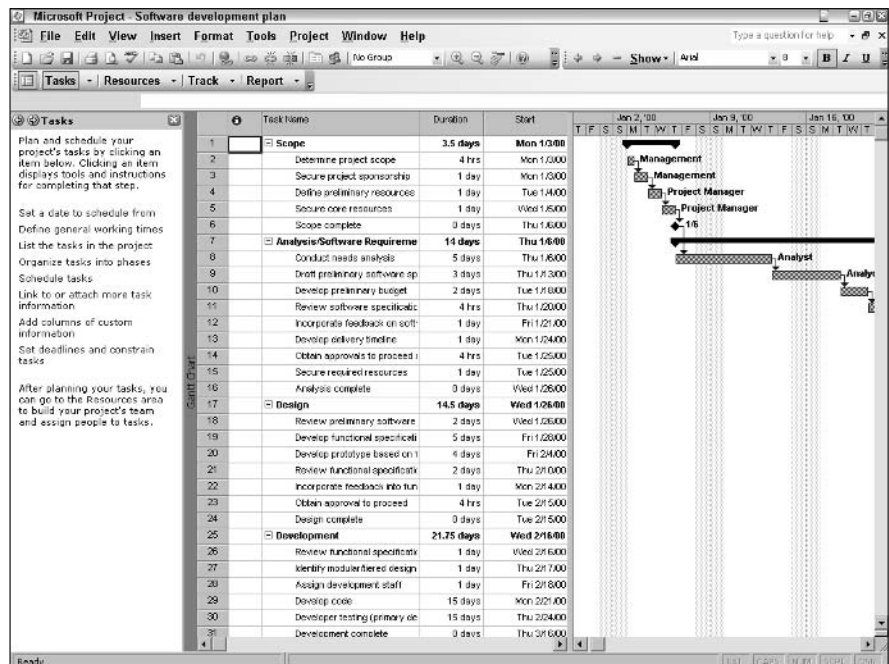 Microsoft Project - Software development plan
File Edit View Insert Format Tools Project Window Help
Type a question for help
No Group
Show
Arial
8
B I U
Tasks Resources Track Report
Tasks
Plan and schedule your
project's tasks by clicking an
item below. Clicking an item
displays tools and instructions
for completing that step.
Set a date to schedule from
Define general working times
List the tasks in the project
Organize tasks into phases
Schedule tasks
Link to or attach more task
information
Add columns of custom
information
Set deadlines and constrain
tasks
After planning your tasks, you
can go to the Resources area
to build your project's team
and assign people to tasks.
Gantt Chart
Task Name Duration Start
1 Scope 3.5 days Mon 1/3/00
2 Determine project scope 4 hrs Mon 1/3/00
3 Secure project sponsorship 1 day Mon 1/3/00
4 Define preliminary resources 1 day Tue 1/4/00
5 Secure core resources 1 day Wed 1/5/00
6 Scope complete 0 days Thu 1/6/00
7 Analysis/Software Requireme 14 days Thu 1/6/00
8 Conduct needs analysis 5 days Thu 1/6/00
9 Draft preliminary software sp 3 days Thu 1/13/00
10 Develop preliminary budget 2 days Tue 1/18/00
11 Review software specificatic 4 hrs Thu 1/20/00
12 Incorporate feedback on soft 1 day Fri 1/21/00
13 Develop delivery timeline 1 day Mon 1/24/00
14 Obtain approvals to proceed 4 hrs Tue 1/25/00
15 Secure required resources 1 day Tue 1/25/00
16 Analysis complete 0 days Wed 1/26/00
17 Design 14.5 days Wed 1/26/00
18 Review preliminary software 2 days Wed 1/26/00
19 Develop functional specificati 5 days Fri 1/28/00
20 Develop prototype based on 4 days Fri 2/4/00
21 Review functional specificatic 2 days Thu 2/10/00
22 Incorporate feedback into fun 1 day Mon 2/14/00
23 Obtain approval to proceed 4 hrs Tue 2/15/00
24 Design complete 0 days Tue 2/15/00
25 Development 21.75 days Wed 2/16/00
26 Review functional specificatic 1 day Wed 2/16/00
27 Identify modular/tiered design 1 day Thu 2/17/00
28 Assign development staff 1 day Fri 2/18/00
29 Develop code 15 days Mon 2/21/00
30 Developer testing (primary de 15 days Thu 2/24/00
31 Development complete 0 days Thu 3/16/00
Jan 2, '00 Jan 9, '00 Jan 16, '00
T F S S M T W T F S S M T W T F S S M T W T
Management
Management
Project Manager
Project Manager
1/6
Analyst
Analys
Ready
EXT CAPS NUM SCRL OVR